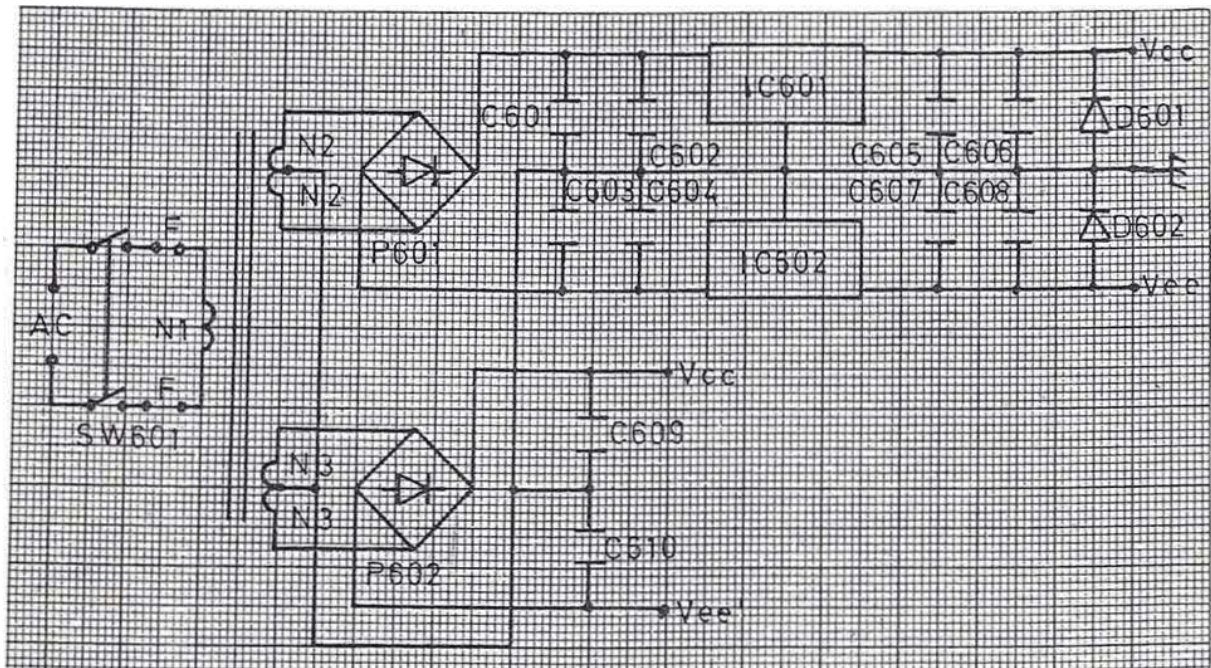 Vcc
IC601
C601
D601
N2
C602
C605
C606
N2
C603
C604
C607
C608
F
P601
IC602
D602
Vee
AC
N1
F
SW601
Vcc
C609
N3
N3
C610
P602
Vee'